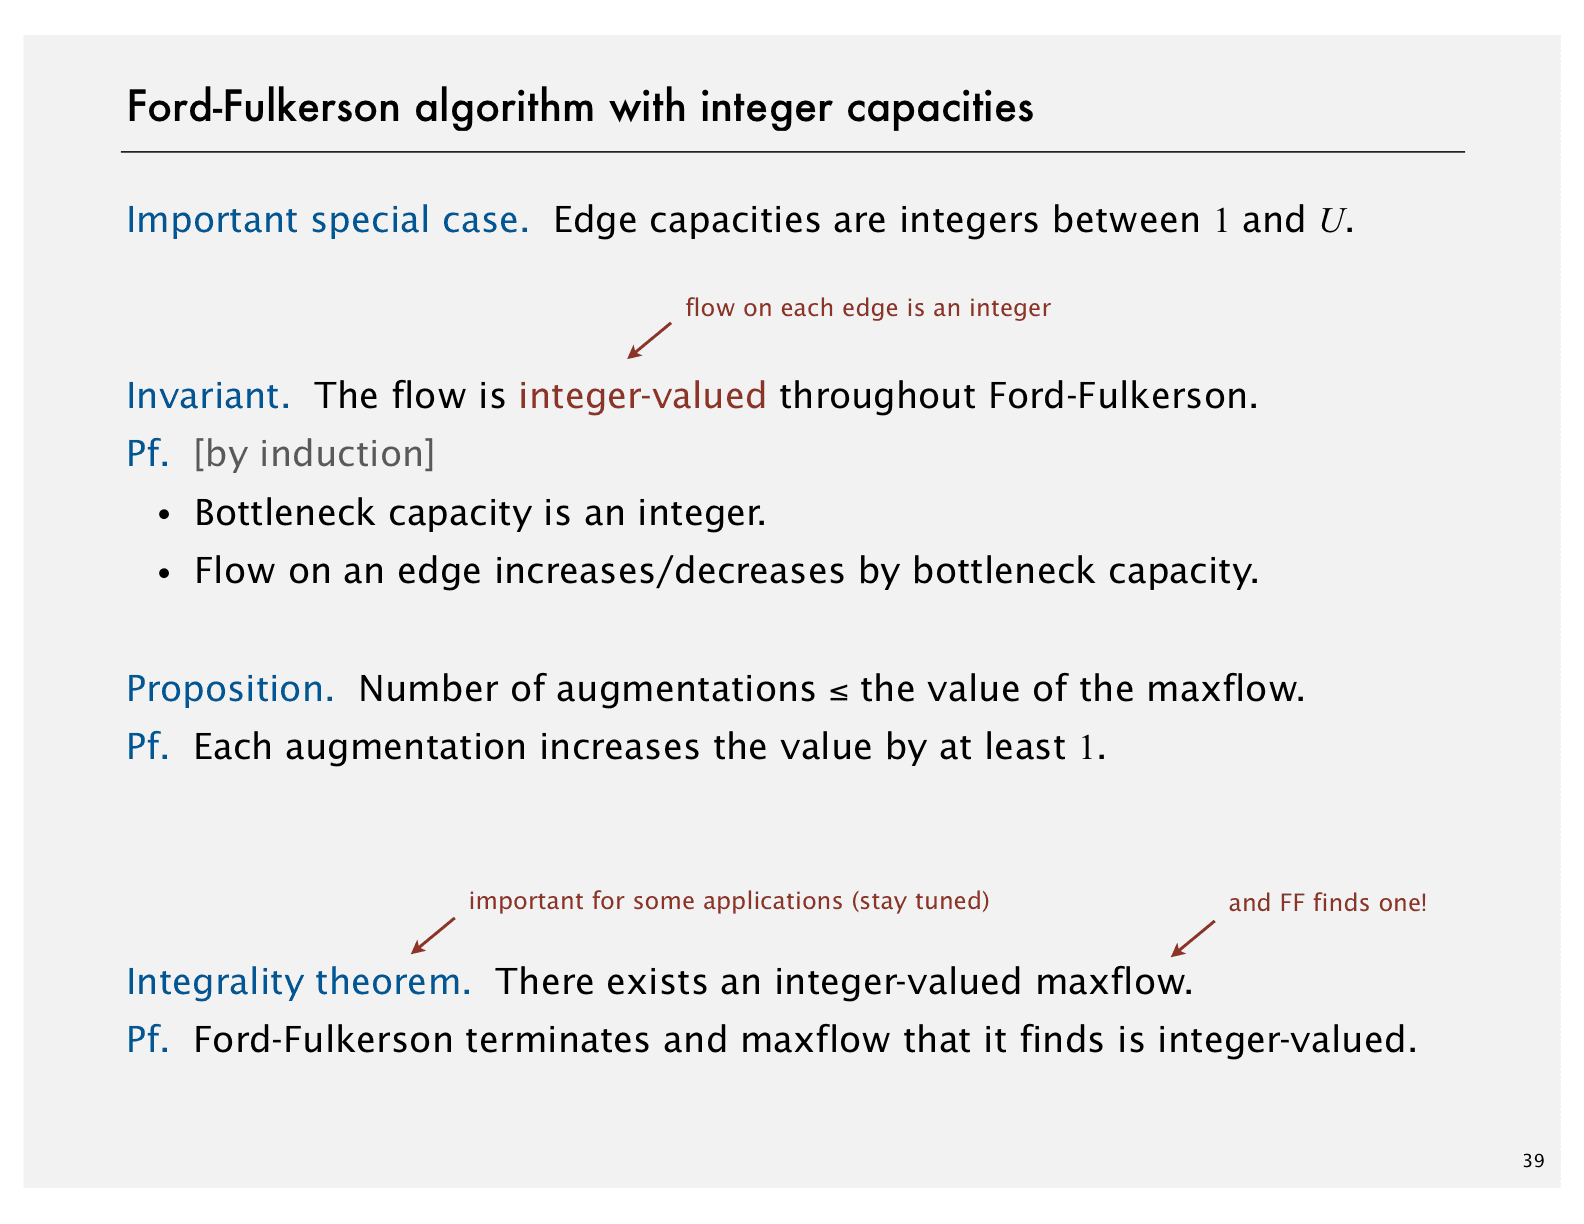 Ford-Fulkerson algorithm with integer capacities
Important special case. Edge capacities are integers between 1 and U.
flow on each edge is an integer
Invariant. The flow is integer-valued throughout Ford-Fulkerson.
Pf. [by induction]
• Bottleneck capacity is an integer.
• Flow on an edge increases/decreases by bottleneck capacity.
Proposition. Number of augmentations ≤ the value of the maxflow.
Pf. Each augmentation increases the value by at least 1.
important for some applications (stay tuned)
and FF finds one!
Integrality theorem. There exists an integer-valued maxflow.
Pf. Ford-Fulkerson terminates and maxflow that it finds is integer-valued.
39